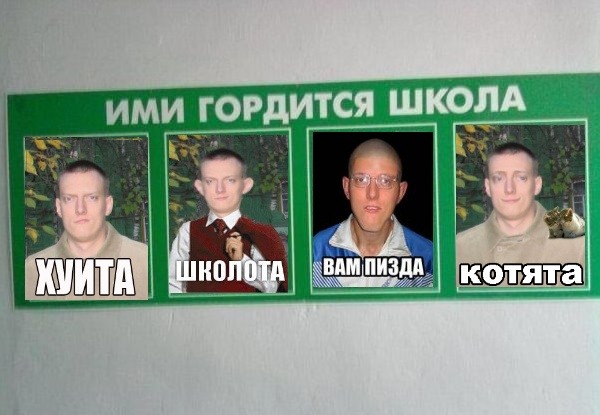 ИМИ ГОРДИТСЯ ШКОЛА
ХУИТА
ШКОЛОТА
ВАМ ПИЗДА
котята